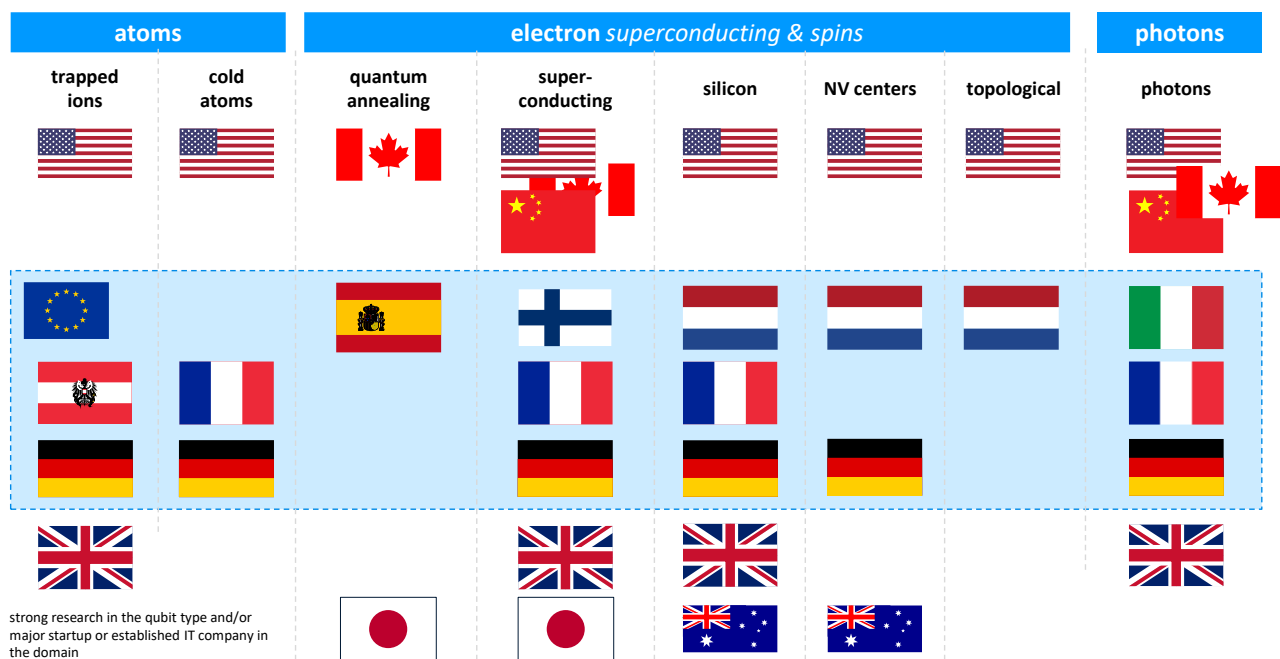 atoms
electron superconducting & spins
photons
trapped
ions
cold
atoms
quantum
annealing
super-
conducting
silicon
NV centers
topological
photons
strong research in the qubit type and/or
major startup or established IT company in
the domain